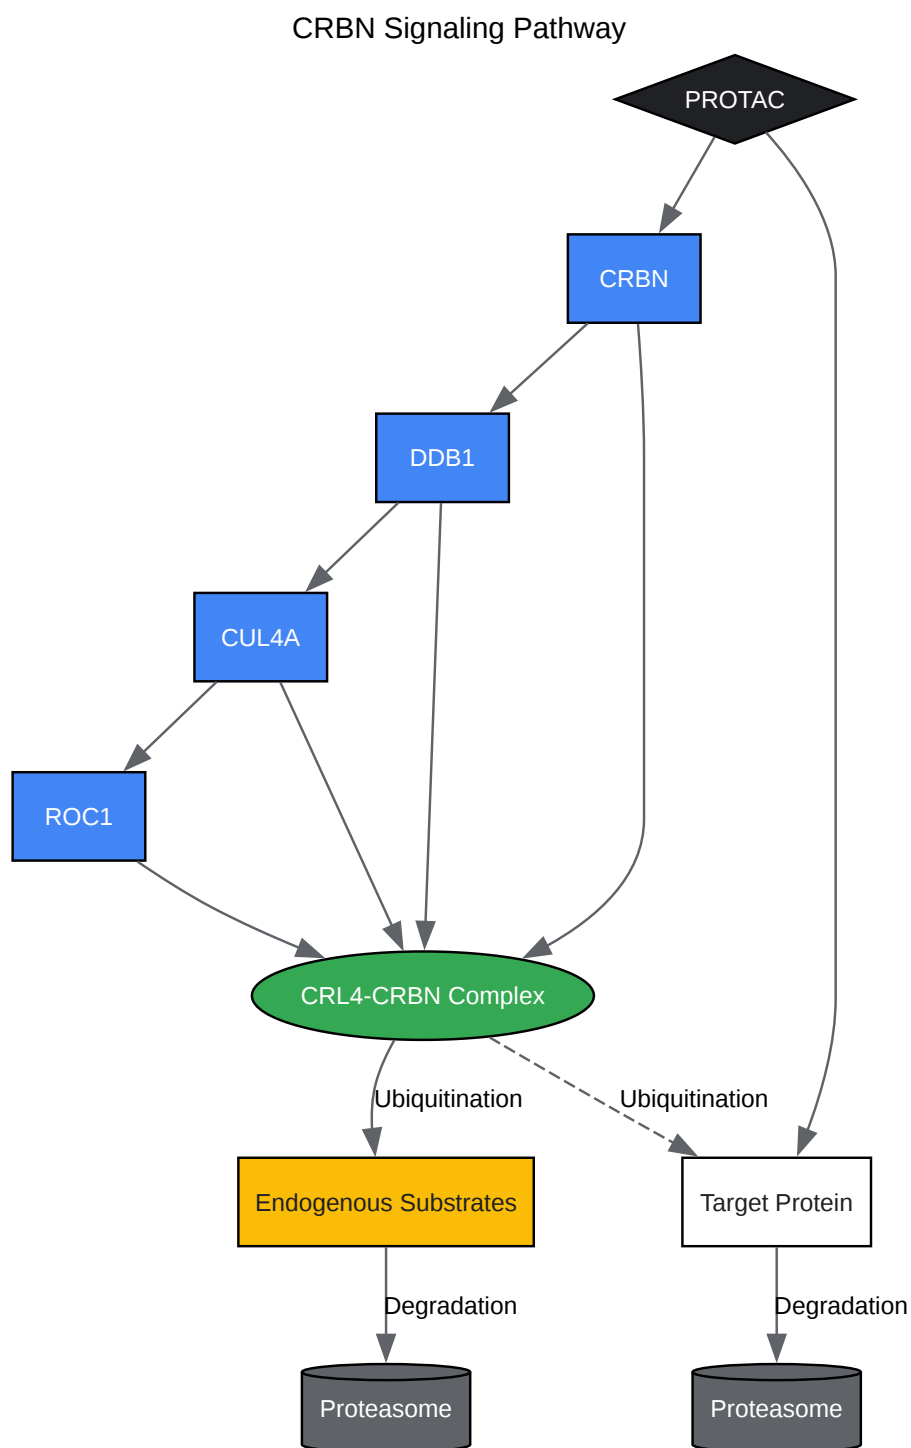 CRBN Signaling Pathway
PROTAC
CRBN
DDB1
CUL4A
ROC1
CRL4-CRBN Complex
Ubiquitination
Ubiquitination
Endogenous Substrates
Target Protein
Degradation
Degradation
Proteasome
Proteasome